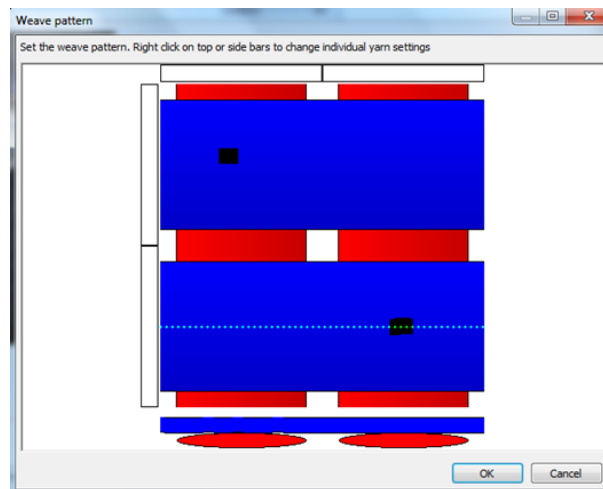 Weave pattern
Set the weave pattern. Right click on top or side bars to change individual yarn settings
OK
Cancel